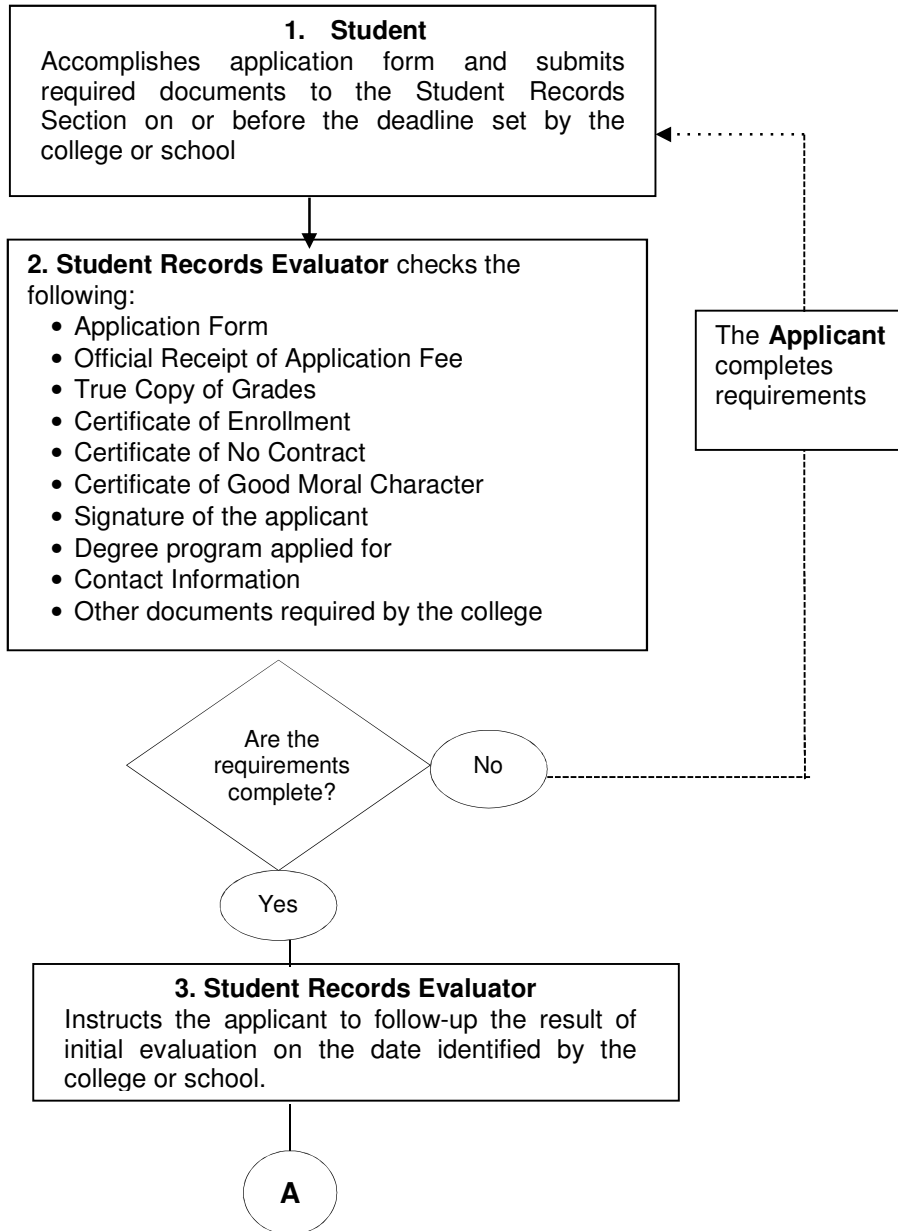 1. Student
Accomplishes application form and submits
required documents to the Student Records
Section on or before the deadline set by the
college or school
2. Student Records Evaluator checks the
following:
• Application Form
• Official Receipt of Application Fee
• True Copy of Grades
• Certificate of Enrollment
• Certificate of No Contract
• Certificate of Good Moral Character
• Signature of the applicant
• Degree program applied for
• Contact Information
• Other documents required by the college
The Applicant
completes
requirements
Are the
requirements
complete?
No
Yes
3. Student Records Evaluator
Instructs the applicant to follow-up the result of
initial evaluation on the date identified by the
college or school.
A